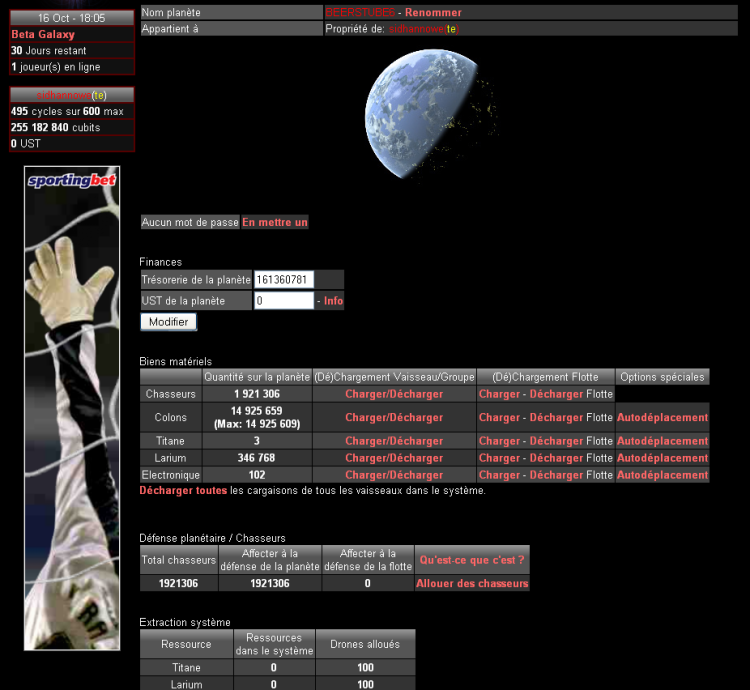 16 Oct - 18:05
Beta Galaxy
30 Jours restant
1 joueur(s) en ligne
sidhannowe(te)
495 cycles sur 600 max
255 182 840 cubits
0 UST
sportingbet
Nom planète BEERSTUBE6 - Renommer
Appartient à Propriété de: sidhannowe(te)
Aucun mot de passe En mettre un
Finances
Trésorerie de la planète 161360781
UST de la planète 0 - Info
Modifier
Biens matériels
Quantité sur la planète (Dé)Chargement Vaisseau/Groupe (Dé)Chargement Flotte Options spéciales
Chasseurs 1 921 306 Charger/Décharger Charger - Décharger Flotte
Colons 14 925 659 (Max: 14 925 609) Charger/Décharger Charger - Décharger Flotte Autodéplacement
Titane 3 Charger/Décharger Charger - Décharger Flotte Autodéplacement
Larium 346 768 Charger/Décharger Charger - Décharger Flotte Autodéplacement
Electronique 102 Charger/Décharger Charger - Décharger Flotte Autodéplacement
Décharger toutes les cargaisons de tous les vaisseaux dans le système.
Défense planétaire / Chasseurs
Total chasseurs Affecter à la défense de la planète Affecter à la défense de la flotte Qu'est-ce que c'est ?
1921306 1921306 0 Allouer des chasseurs
Extraction système
Ressource Ressources dans le système Drones alloués
Titane 0 100
Larium 0 100